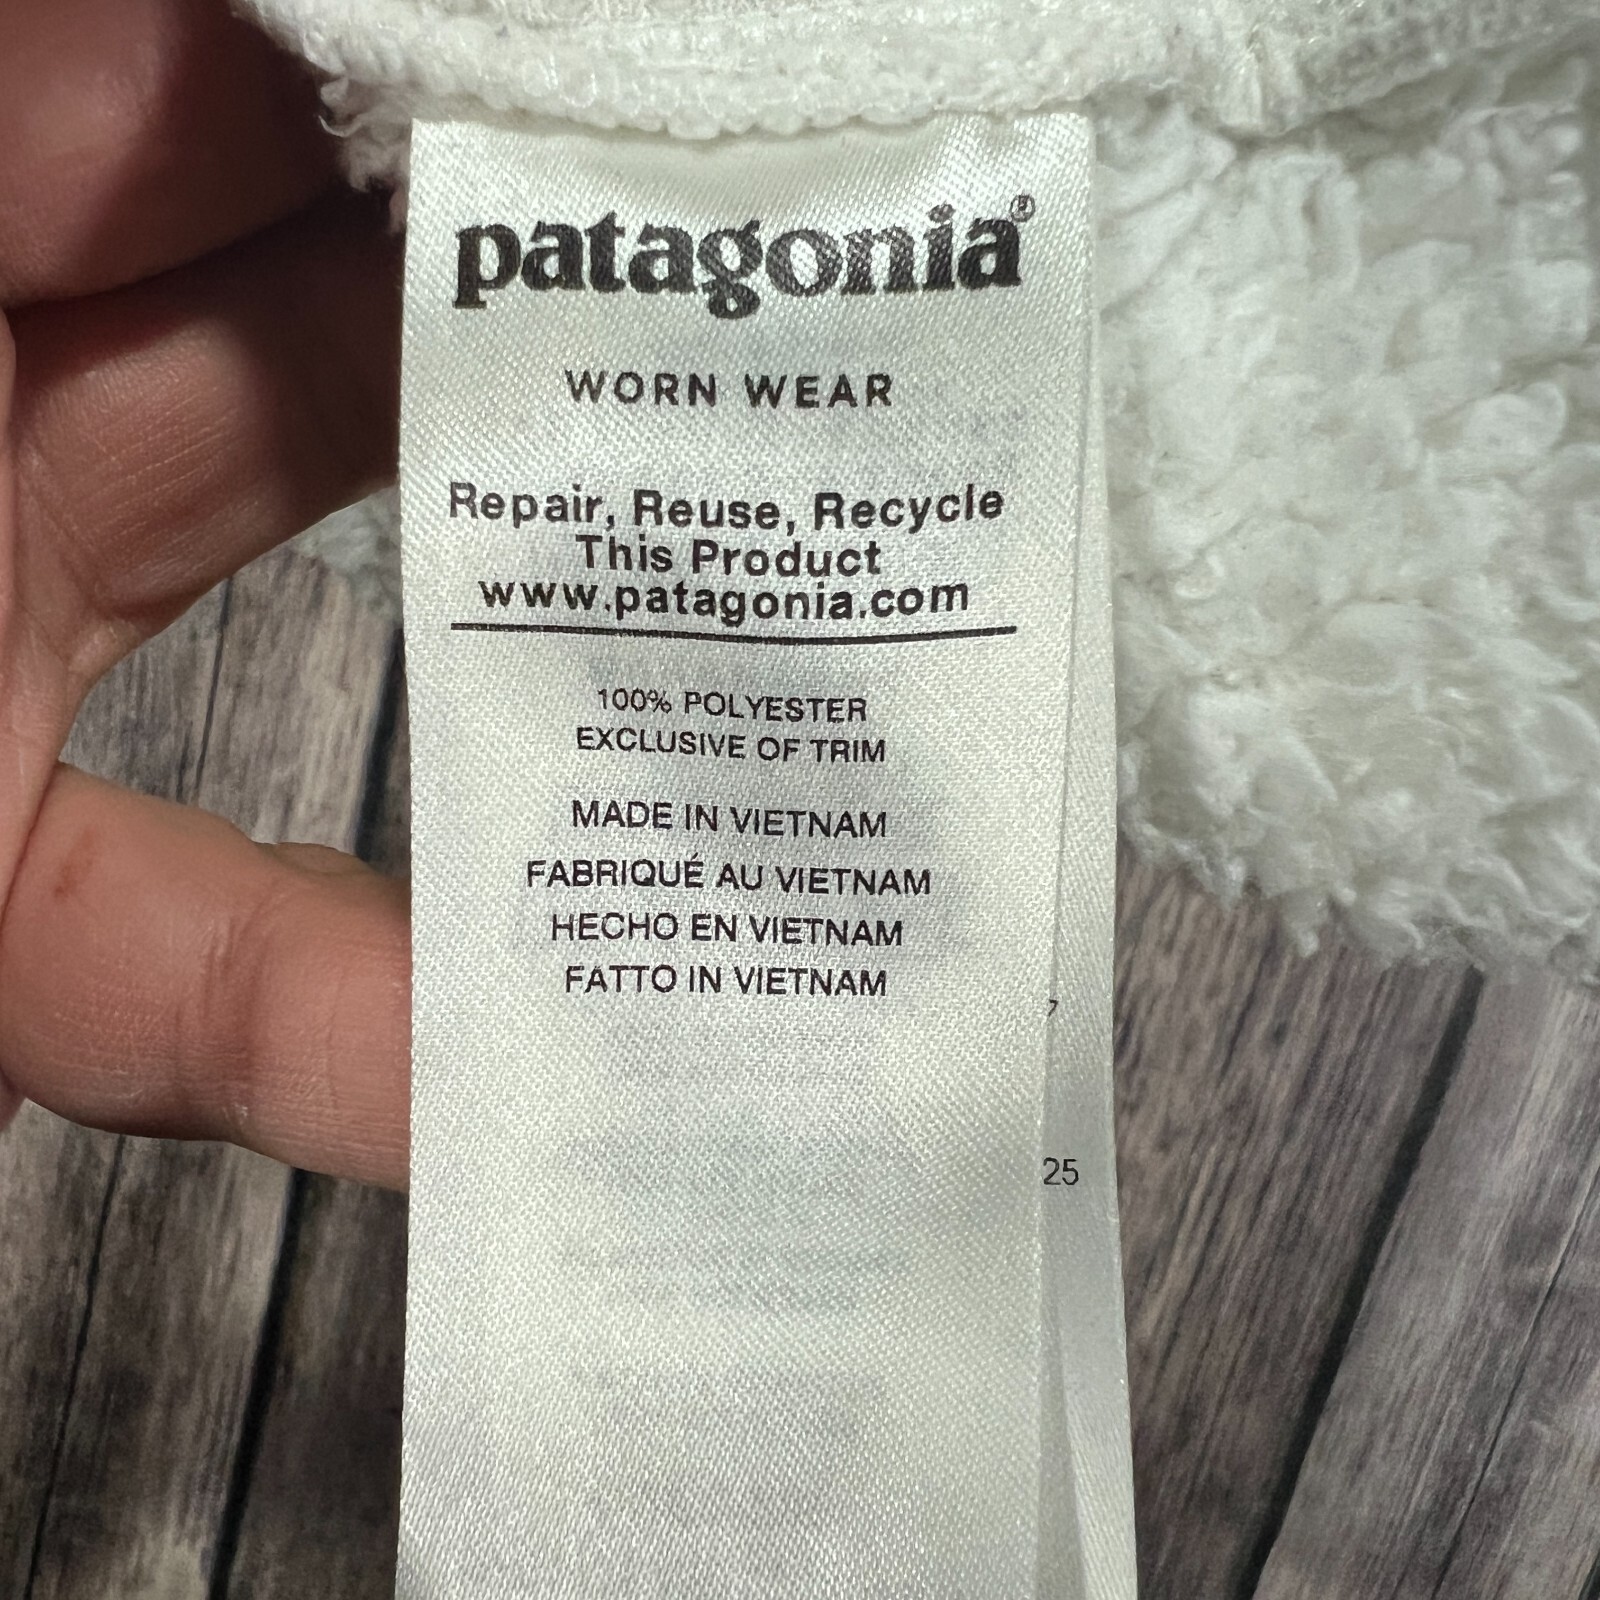 patagonia®
WORN WEAR
Repair, Reuse, Recycle
This Product
www.patagonia.com
100% POLYESTER
EXCLUSIVE OF TRIM
MADE IN VIETNAM
FABRIQUÉ AU VIETNAM
HECHO EN VIETNAM
FATTO IN VIETNAM
25